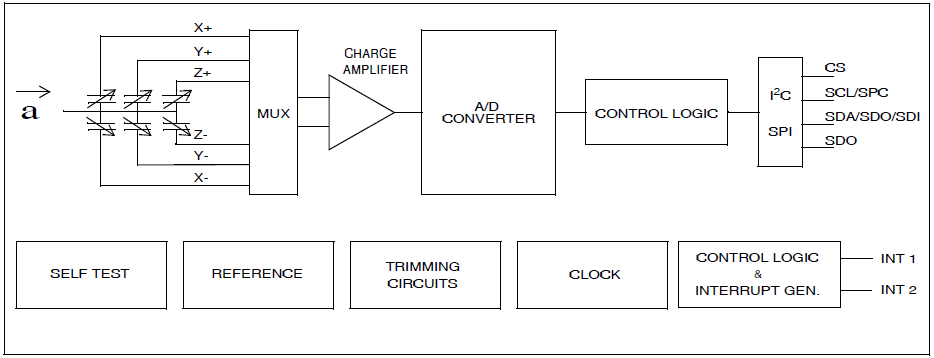 X+
Y+
Z+
a
Z-
Y-
X-
MUX
CHARGE
AMPLIFIER
A/D
CONVERTER
CONTROL LOGIC
I²C
SPI
CS
SCL/SPC
SDA/SDO/SDI
SDO
SELF TEST
REFERENCE
TRIMMING
CIRCUITS
CLOCK
CONTROL LOGIC
&
INTERRUPT GEN.
INT 1
INT 2